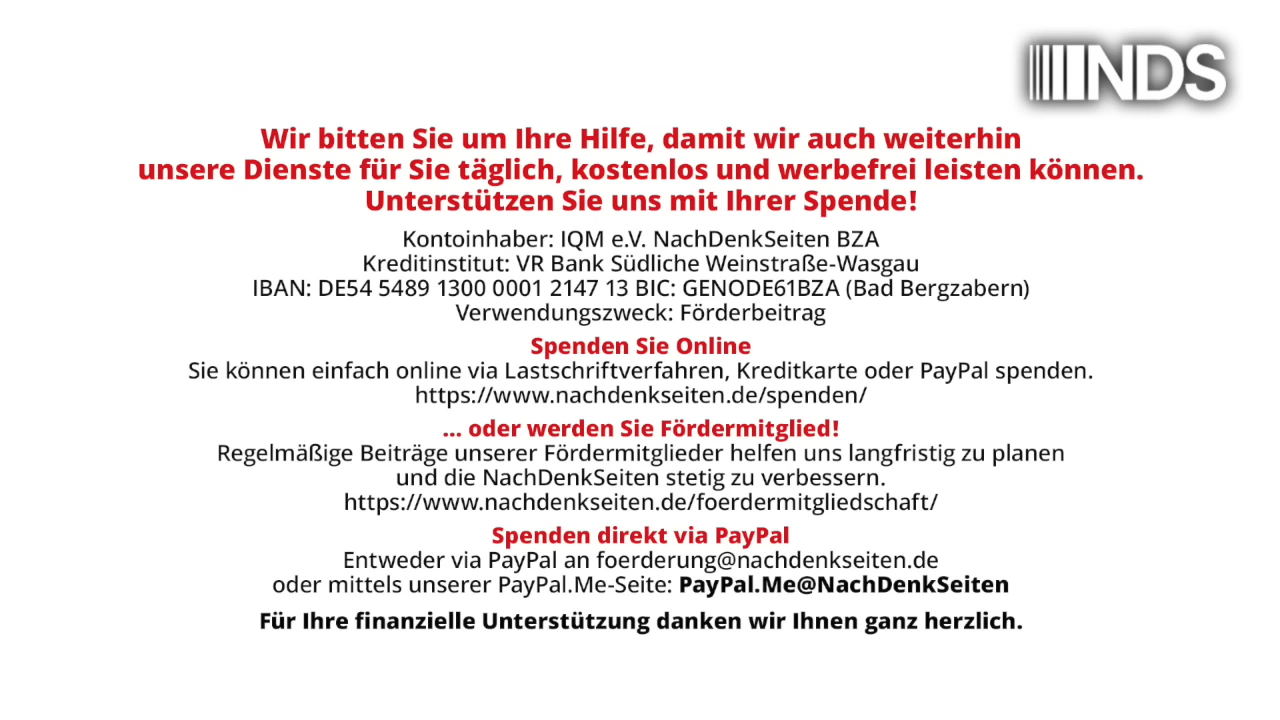 NDS
Wir bitten Sie um Ihre Hilfe, damit wir auch weiterhin
unsere Dienste für Sie täglich, kostenlos und werbefrei leisten können.
Unterstützen Sie uns mit Ihrer Spende!
Kontoinhaber: IQM e.V. NachDenkSeiten BZA
Kreditinstitut: VR Bank Südliche Weinstraße-Wasgau
IBAN: DE54 5489 1300 0001 2147 13 BIC: GENODE61BZA (Bad Bergzabern)
Verwendungszweck: Förderbeitrag
Spenden Sie Online
Sie können einfach online via Lastschriftverfahren, Kreditkarte oder PayPal spenden.
https://www.nachdenkseiten.de/spenden/
... oder werden Sie Fördermitglied!
Regelmäßige Beiträge unserer Fördermitglieder helfen uns langfristig zu planen
und die NachDenkSeiten stetig zu verbessern.
https://www.nachdenkseiten.de/foerdermitgliedschaft/
Spenden direkt via PayPal
Entweder via PayPal an foerderung@nachdenkseiten.de
oder mittels unserer PayPal.Me-Seite: PayPal.Me@NachDenkSeiten
Für Ihre finanzielle Unterstützung danken wir Ihnen ganz herzlich.